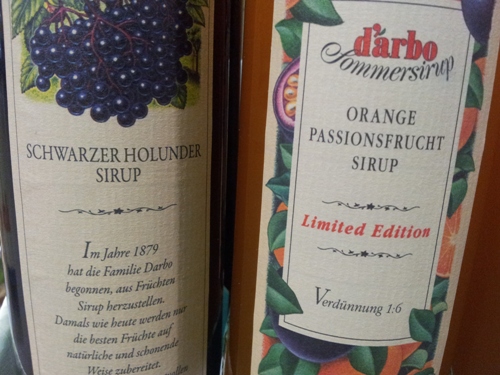 SCHWARZER HOLUNDER
SIRUP
Im Jahre 1879
hat die Familie Darbo
begonnen, aus Früchten
Sirup herzustellen.
Damals wie heute werden nur
die besten Früchte auf
natürliche und schonende
Weise zubereitet.
d'arbo
Sommersirup
ORANGE
PASSIONSFRUCHT
SIRUP
Limited Edition
Verdünnung 1:6